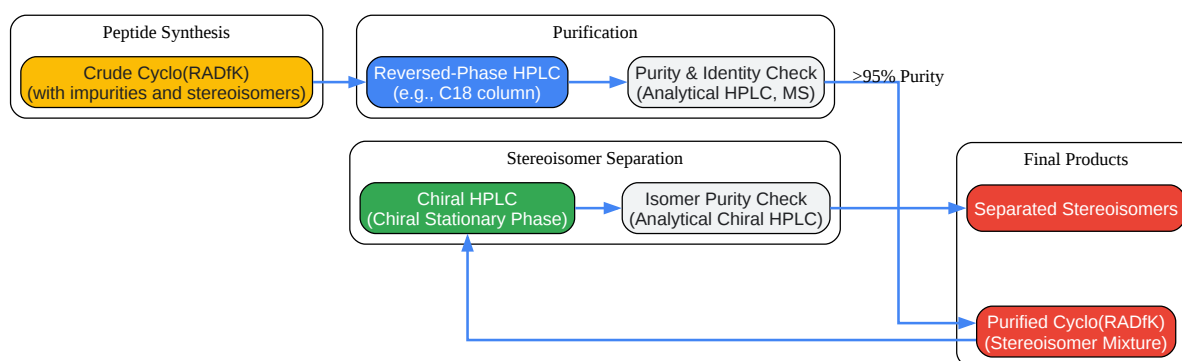 Peptide Synthesis
Crude Cyclo(RADfK)
(with impurities and stereoisomers)
Purification
Reversed-Phase HPLC
(e.g., C18 column)
Purity & Identity Check
(Analytical HPLC, MS)
>95% Purity
Stereoisomer Separation
Chiral HPLC
(Chiral Stationary Phase)
Isomer Purity Check
(Analytical Chiral HPLC)
Final Products
Separated Stereoisomers
Purified Cyclo(RADfK)
(Stereoisomer Mixture)